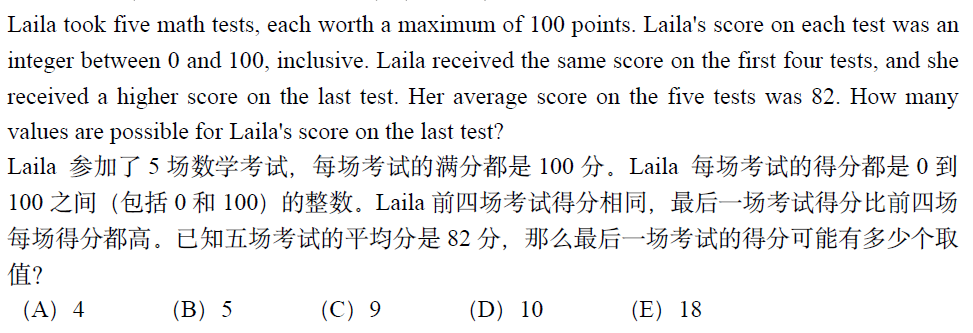 Laila took five math tests, each worth a maximum of 100 points. Laila's score on each test was an
integer between 0 and 100, inclusive. Laila received the same score on the first four tests, and she
received a higher score on the last test. Her average score on the five tests was 82. How many
values are possible for Laila's score on the last test?
Laila 参加了 5 场数学考试，每场考试的满分都是 100 分。Laila 每场考试的得分都是 0 到
100 之间（包括 0 和 100）的整数。Laila 前四场考试得分相同，最后一场考试得分比前四场
每场得分都高。已知五场考试的平均分是 82 分，那么最后一场考试的得分可能有多少个取
值？
（A）4 （B）5 （C）9 （D）10 （E）18